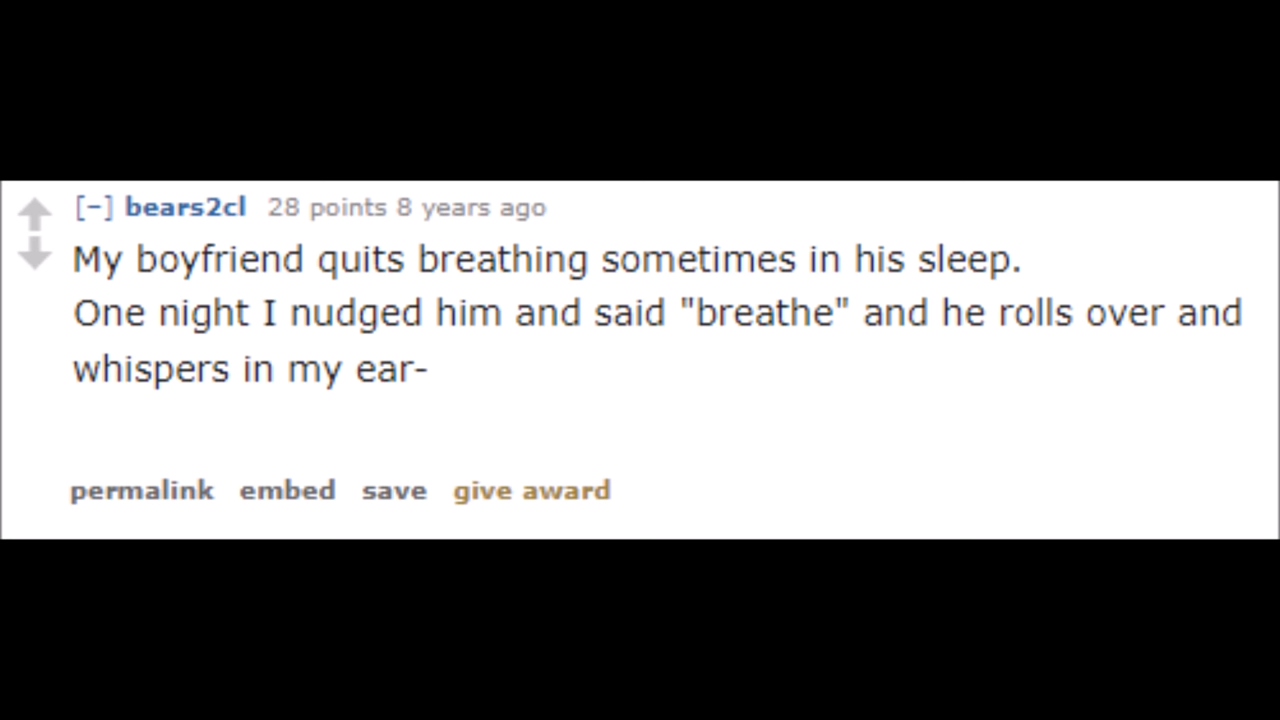 [−] bears2cl 28 points 8 years ago
My boyfriend quits breathing sometimes in his sleep.
One night I nudged him and said "breathe" and he rolls over and
whispers in my ear-
permalink embed save give award